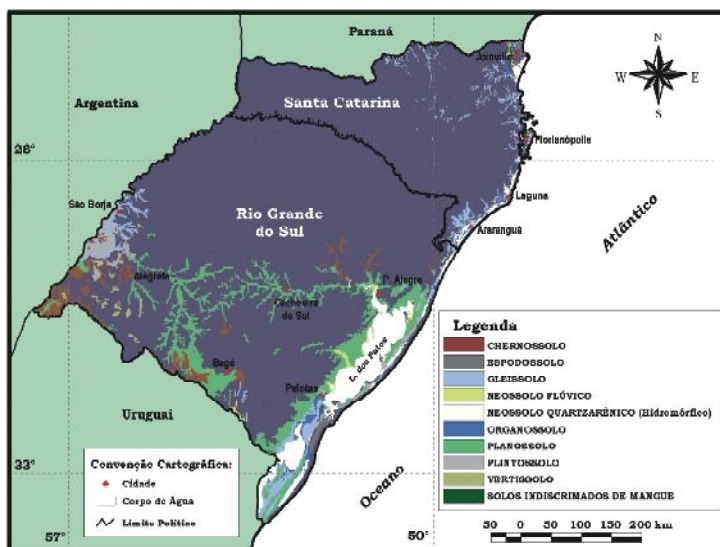 Paraná
Joinville
N
W E
S
Argentina
Santa Catarina
Florianópolis
28°
Laguna
São Borja
Rio Grande
do Sul
Araranguá
Atlântico
Alegrete
P. Alegre
Cachoeira
do Sul
L. dos Patos
Bagé
Pelotas
Uruguai
Oceano
33°
57°
50°
Legenda
CHERNOSSOLO
ESPODOSSOLO
GLEISSOLO
NEOSSOLO FLÚVICO
NEOSSOLO QUARTZARÊNICO (Hidromórfico)
ORGANOSSOLO
PLANOSSOLO
PLINTOSSOLO
VERTISSOLO
SOLOS INDISCRIMADOS DE MANGUE
Convenção Cartográfica:
Cidade
Corpo de Água
Limite Político
50 0 50 100 150 200 km